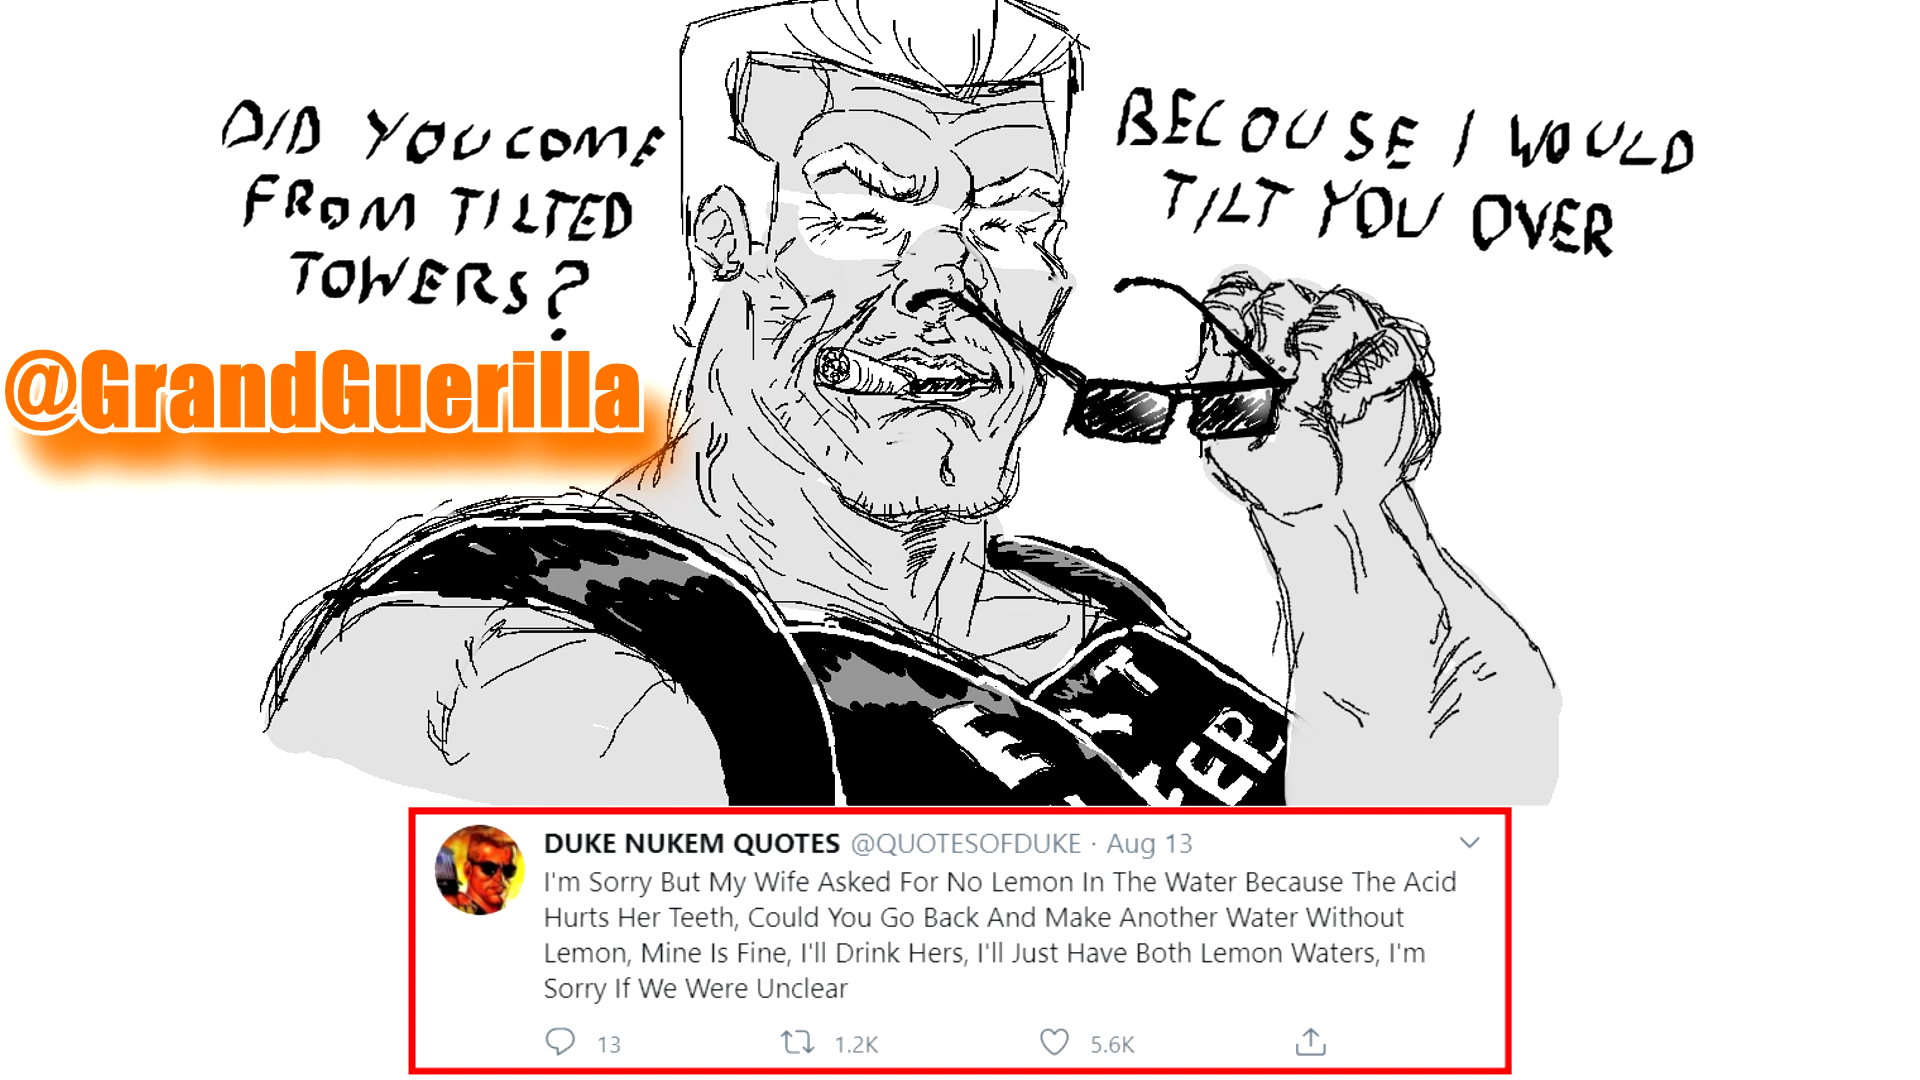 DID YOU COME
FROM TILTED
TOWERS?
BECOUSE I WOULD
TILT YOU OVER
@GrandGuerilla
EAT
DUKE NUKEM QUOTES @QUOTESOFDUKE · Aug 13
I'm Sorry But My Wife Asked For No Lemon In The Water Because The Acid
Hurts Her Teeth, Could You Go Back And Make Another Water Without
Lemon, Mine Is Fine, I'll Drink Hers, I'll Just Have Both Lemon Waters, I'm
Sorry If We Were Unclear
13 1.2K 5.6K